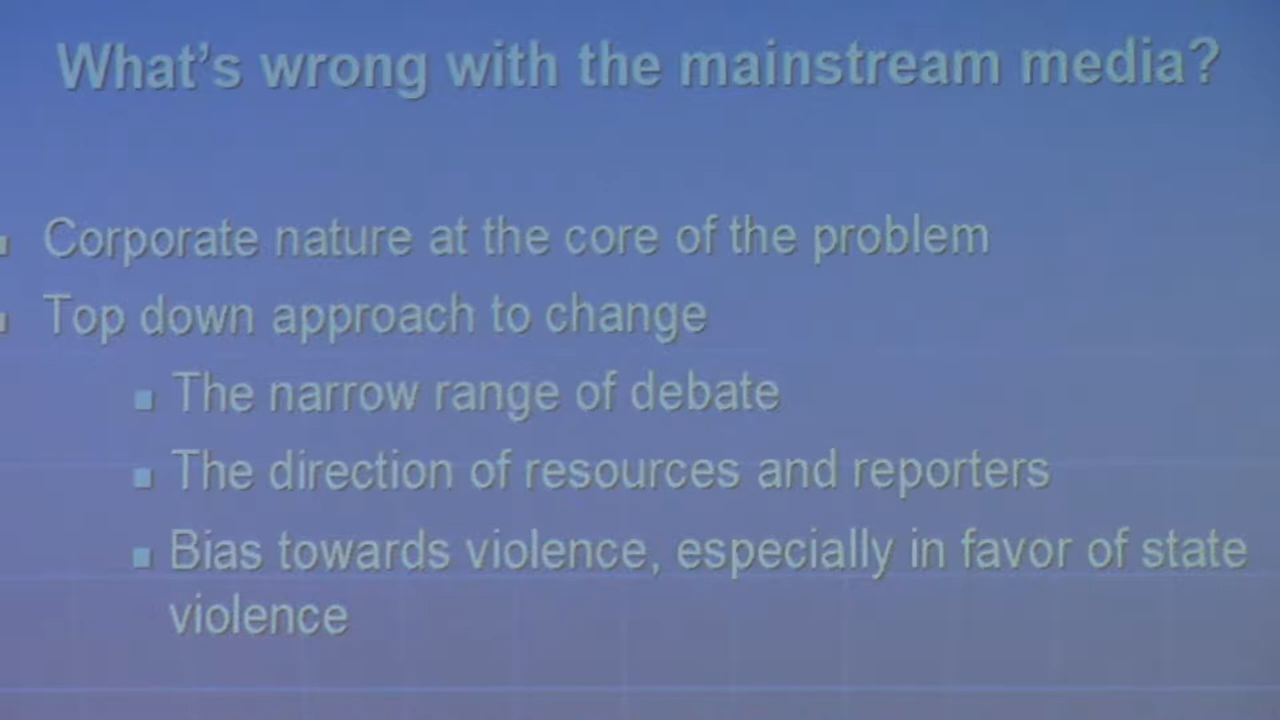 What's wrong with the mainstream media?
Corporate nature at the core of the problem
Top down approach to change
The narrow range of debate
The direction of resources and reporters
Bias towards violence, especially in favor of state
violence